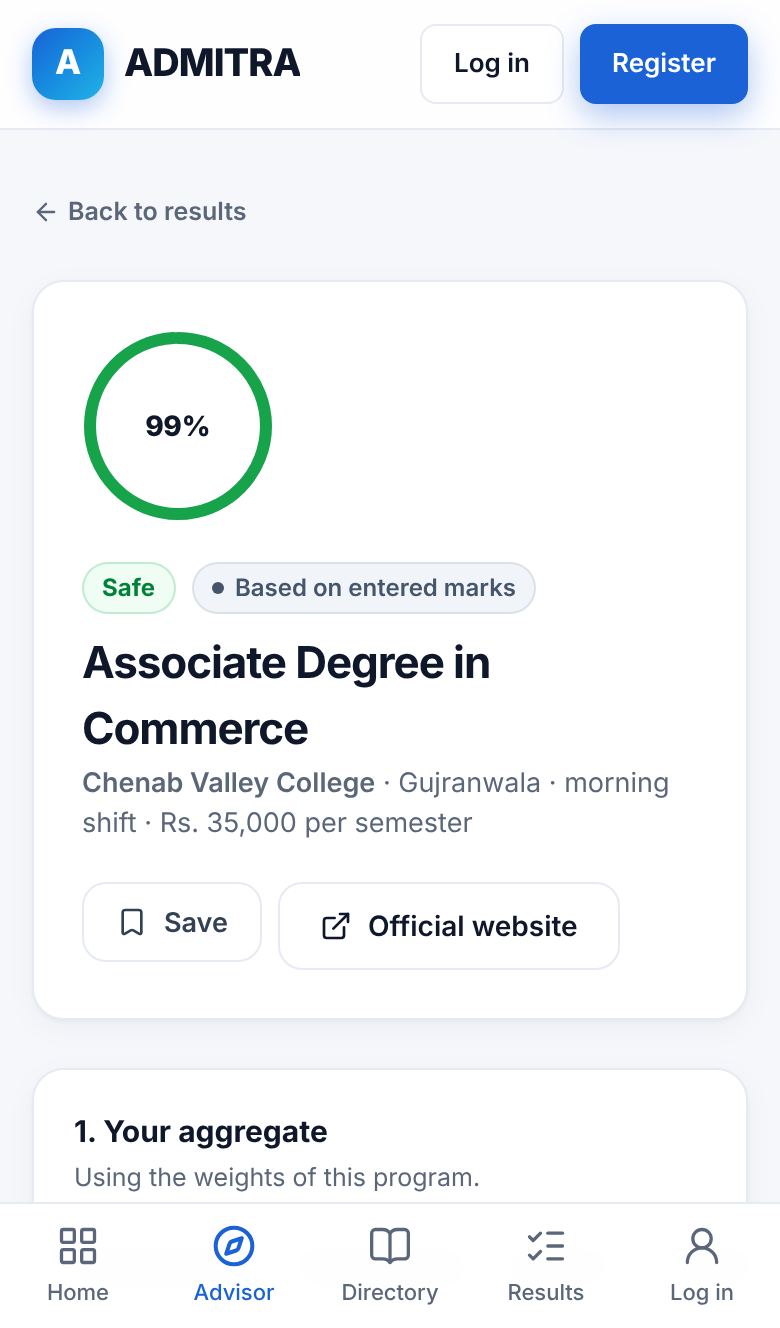 A ADMITRA Log in Register
← Back to results
99%
Safe • Based on entered marks
Associate Degree in
Commerce
Chenab Valley College · Gujranwala · morning
shift · Rs. 35,000 per semester
Save Official website
1. Your aggregate
Using the weights of this program.
Home Advisor Directory Results Log in